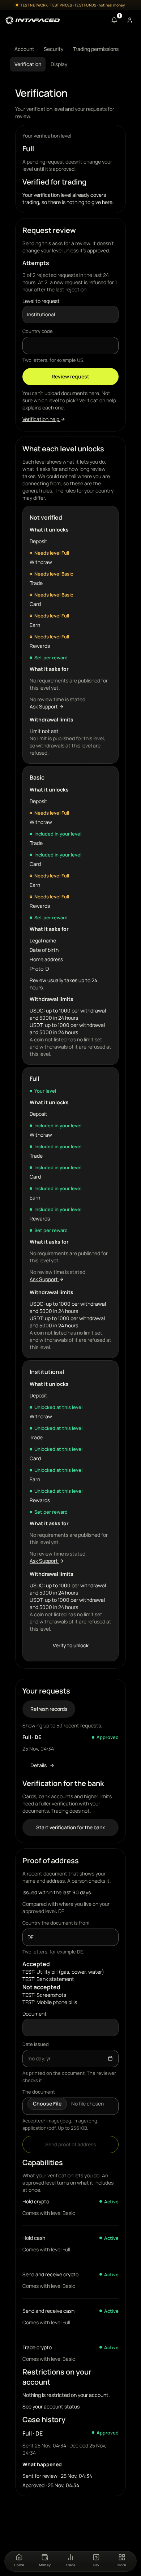 TEST NETWORK · TEST PRICES · TEST FUNDS · not real money
INTAFACED
1
Account
Security
Trading permissions
Verification
Display
Verification
Your verification level and your requests for review.
Your verification level
Full
A pending request doesn't change your level until it's approved.
Verified for trading
Your verification level already covers trading, so there is nothing to give here.
Request review
Sending this asks for a review. It doesn't change your level unless it's approved.
Attempts
0 of 2 rejected requests in the last 24 hours. At 2, a new request is refused for 1 hour after the last rejection.
Level to request
Institutional
Country code
Two letters, for example US.
Review request
You can't upload documents here. Not sure which level to pick? Verification help explains each one.
Verification help →
What each level unlocks
Each level shows what it lets you do, what it asks for and how long review takes. We could not tell where you are connecting from, so these are the general rules. The rules for your country may differ.
Not verified
What it unlocks
Deposit
Needs level Full
Withdraw
Needs level Basic
Trade
Needs level Basic
Card
Needs level Full
Earn
Needs level Full
Rewards
Set per reward
What it asks for
No requirements are published for this level yet.
No review time is stated.
Ask Support →
Withdrawal limits
Limit not set
No limit is published for this level, so withdrawals at this level are refused.
Basic
What it unlocks
Deposit
Needs level Full
Withdraw
Included in your level
Trade
Included in your level
Card
Needs level Full
Earn
Needs level Full
Rewards
Set per reward
What it asks for
Legal name
Date of birth
Home address
Photo ID
Review usually takes up to 24 hours.
Withdrawal limits
USDC: up to 1000 per withdrawal and 5000 in 24 hours
USDT: up to 1000 per withdrawal and 5000 in 24 hours
A coin not listed has no limit set, and withdrawals of it are refused at this level.
Full
Your level
What it unlocks
Deposit
Included in your level
Withdraw
Included in your level
Trade
Included in your level
Card
Included in your level
Earn
Included in your level
Rewards
Set per reward
What it asks for
No requirements are published for this level yet.
No review time is stated.
Ask Support →
Withdrawal limits
USDC: up to 1000 per withdrawal and 5000 in 24 hours
USDT: up to 1000 per withdrawal and 5000 in 24 hours
A coin not listed has no limit set, and withdrawals of it are refused at this level.
Institutional
What it unlocks
Deposit
Unlocked at this level
Withdraw
Unlocked at this level
Trade
Unlocked at this level
Card
Unlocked at this level
Earn
Unlocked at this level
Rewards
Set per reward
What it asks for
No requirements are published for this level yet.
No review time is stated.
Ask Support →
Withdrawal limits
USDC: up to 1000 per withdrawal and 5000 in 24 hours
USDT: up to 1000 per withdrawal and 5000 in 24 hours
A coin not listed has no limit set, and withdrawals of it are refused at this level.
Verify to unlock
Your requests
Refresh records
Showing up to 50 recent requests.
Full · DE
Approved
25 Nov, 04:34
Details →
Verification for the bank
Cards, bank accounts and higher limits need a fuller verification with your documents. Trading does not.
Start verification for the bank
Proof of address
A recent document that shows your name and address. A person checks it.
Issued within the last 90 days.
Compared with where you live on your approved level: DE.
Country the document is from
DE
Two letters, for example DE.
Accepted
TEST: Utility bill (gas, power, water)
TEST: Bank statement
Not accepted
TEST: Screenshots
TEST: Mobile phone bills
Document
Date issued
As printed on the document. The reviewer checks it.
The document
Choose File
No file chosen
Accepted: image/jpeg, image/png, application/pdf. Up to 256 KiB.
Send proof of address
Capabilities
What your verification lets you do. An approved level turns on what it includes at once.
Hold crypto
Active
Comes with level Basic
Hold cash
Active
Comes with level Full
Send and receive crypto
Active
Comes with level Basic
Send and receive cash
Active
Comes with level Full
Trade crypto
Active
Comes with level Basic
Restrictions on your account
Nothing is restricted on your account.
See your account status
Case history
Full · DE
Approved
Sent 25 Nov, 04:34 · Decided 25 Nov, 04:34
What happened
Sent for review · 25 Nov, 04:34
Approved · 25 Nov, 04:34
Home
Money
Trade
Pay
More